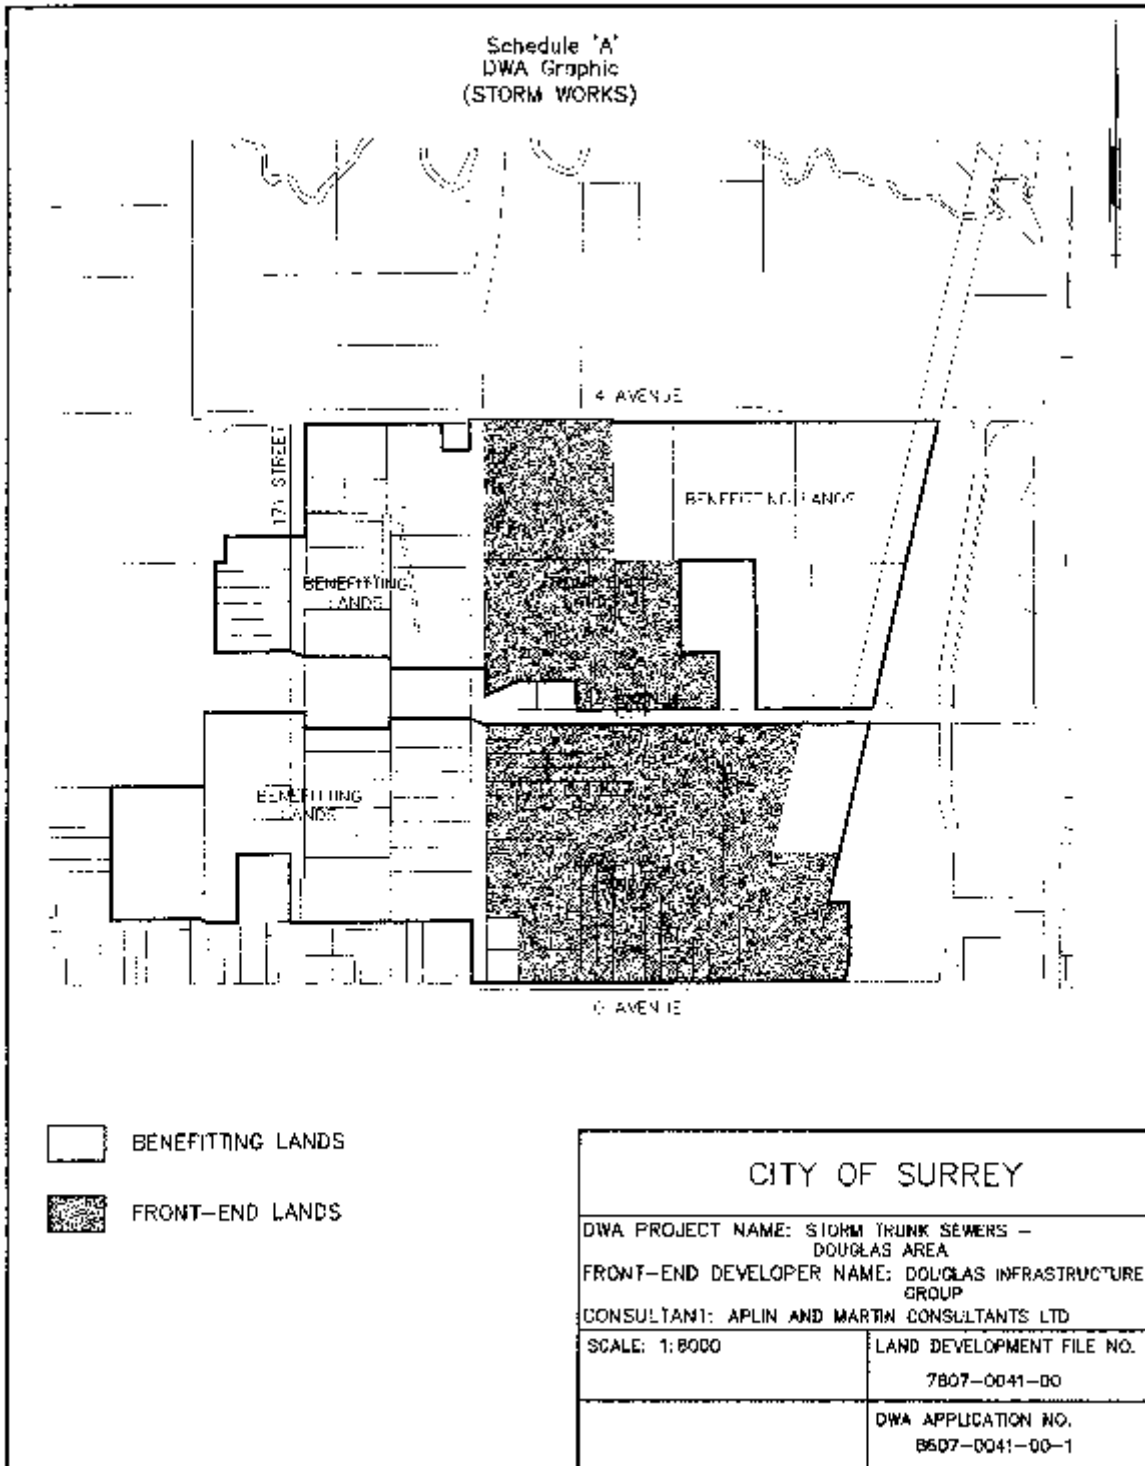 Schedule 'A'
DWA Graphic
(STORM WORKS)
4 AVENUE
STREET
BENEFITTING LANDS
BENEFITTING
LANDS
BENEFITTING
LANDS
0 AVENUE
BENEFITTING LANDS
FRONT-END LANDS
CITY OF SURREY
DWA PROJECT NAME: STORM TRUNK SEWERS -
DOUGLAS AREA
FRONT-END DEVELOPER NAME: DOUGLAS INFRASTRUCTURE
GROUP
CONSULTANT: APLIN AND MARTIN CONSULTANTS LTD
SCALE: 1:8000
LAND DEVELOPMENT FILE NO.
7807-0041-00
DWA APPLICATION NO.
8607-0041-00-1